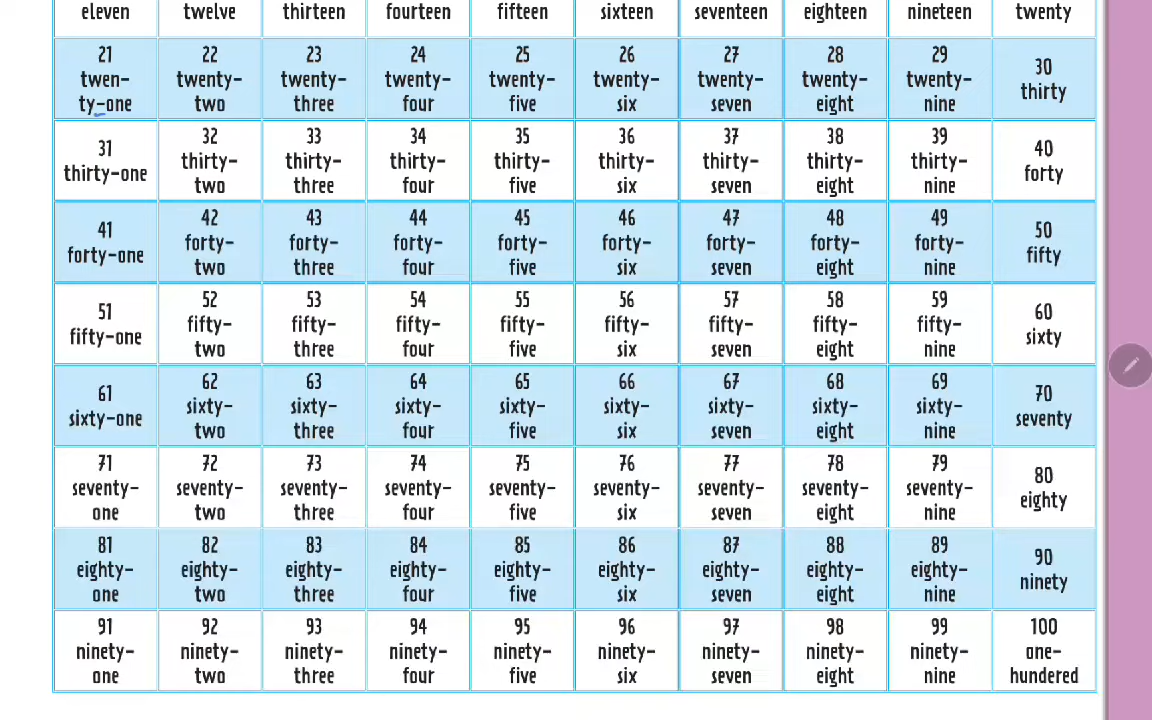 eleven twelve thirteen fourteen fifteen sixteen seventeen eighteen nineteen twenty
21 22 23 24 25 26 27 28 29 30
twen- twenty- twenty- twenty- twenty- twenty- twenty- twenty- twenty- thirty
ty-one two three four five six seven eight nine
31 32 33 34 35 36 37 38 39 40
thirty-one thirty- thirty- thirty- thirty- thirty- thirty- thirty- thirty- forty
two three four five six seven eight nine
41 42 43 44 45 46 47 48 49 50
forty-one forty- forty- forty- forty- forty- forty- forty- forty- fifty
two three four five six seven eight nine
51 52 53 54 55 56 57 58 59 60
fifty-one fifty- fifty- fifty- fifty- fifty- fifty- fifty- fifty- sixty
two three four five six seven eight nine
61 62 63 64 65 66 67 68 69 70
sixty-one sixty- sixty- sixty- sixty- sixty- sixty- sixty- sixty- seventy
two three four five six seven eight nine
71 72 73 74 75 76 77 78 79 80
seventy- seventy- seventy- seventy- seventy- seventy- seventy- seventy- seventy- eighty
one two three four five six seven eight nine
81 82 83 84 85 86 87 88 89 90
eighty- eighty- eighty- eighty- eighty- eighty- eighty- eighty- eighty- ninety
one two three four five six seven eight nine
91 92 93 94 95 96 97 98 99 100
ninety- ninety- ninety- ninety- ninety- ninety- ninety- ninety- ninety- one-
one two three four five six seven eight nine hundered